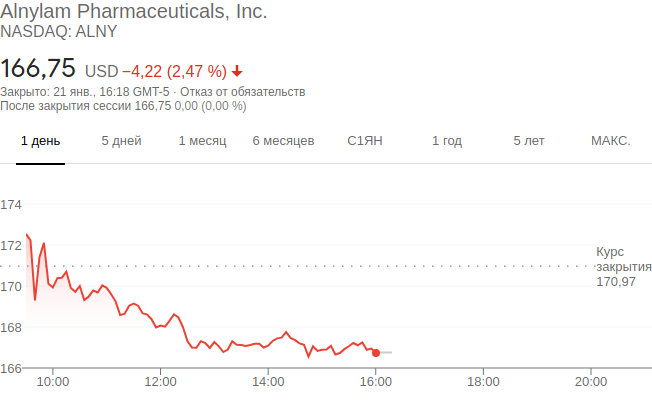 Alnylam Pharmaceuticals, Inc.
NASDAQ: ALNY
166,75 USD −4,22 (2,47 %)
Закрыто: 21 янв., 16:18 GMT-5 · Отказ от обязательств
После закрытия сессии 166,75 0,00 (0,00 %)
1 день 5 дней 1 месяц 6 месяцев С1ЯН 1 год 5 лет МАКС.
174
172
Курс
закрытия
170,97
170
168
166
10:00 12:00 14:00 16:00 18:00 20:00